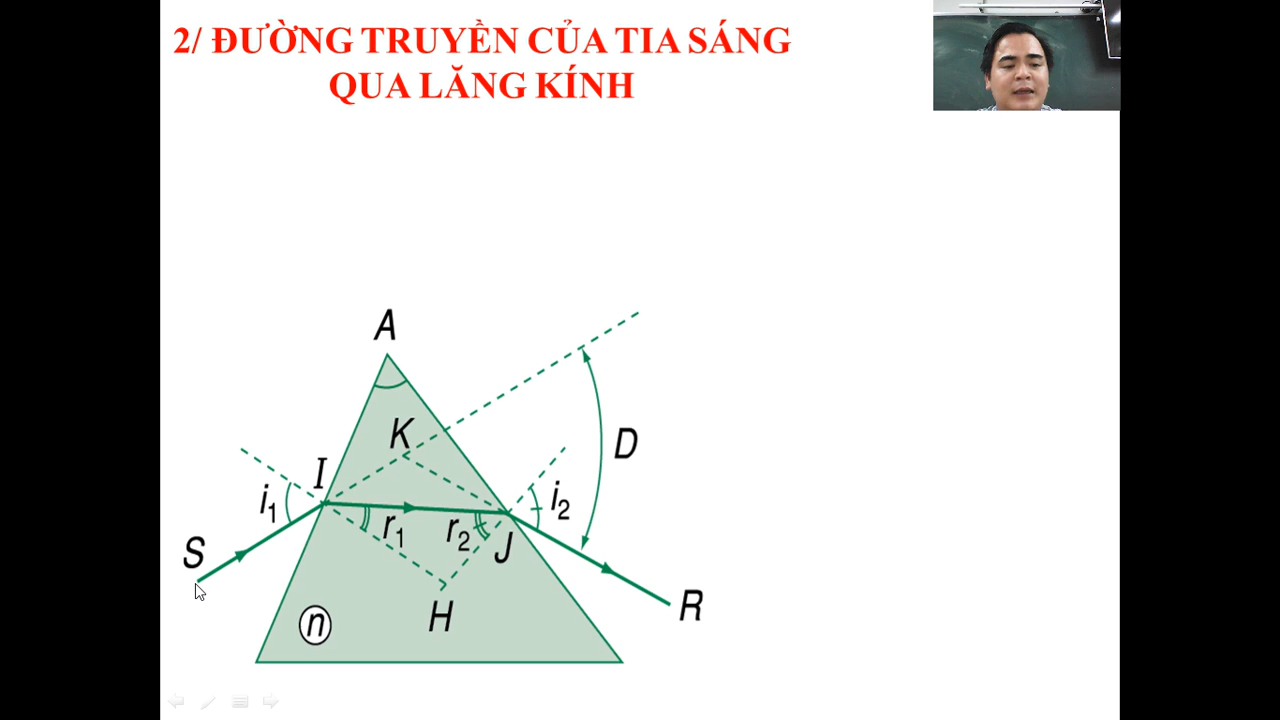 2/ ĐƯỜNG TRUYỀN CỦA TIA SÁNG
QUA LĂNG KÍNH
A
K
D
I
i1
i2
r1
r2
J
S
H
R
n